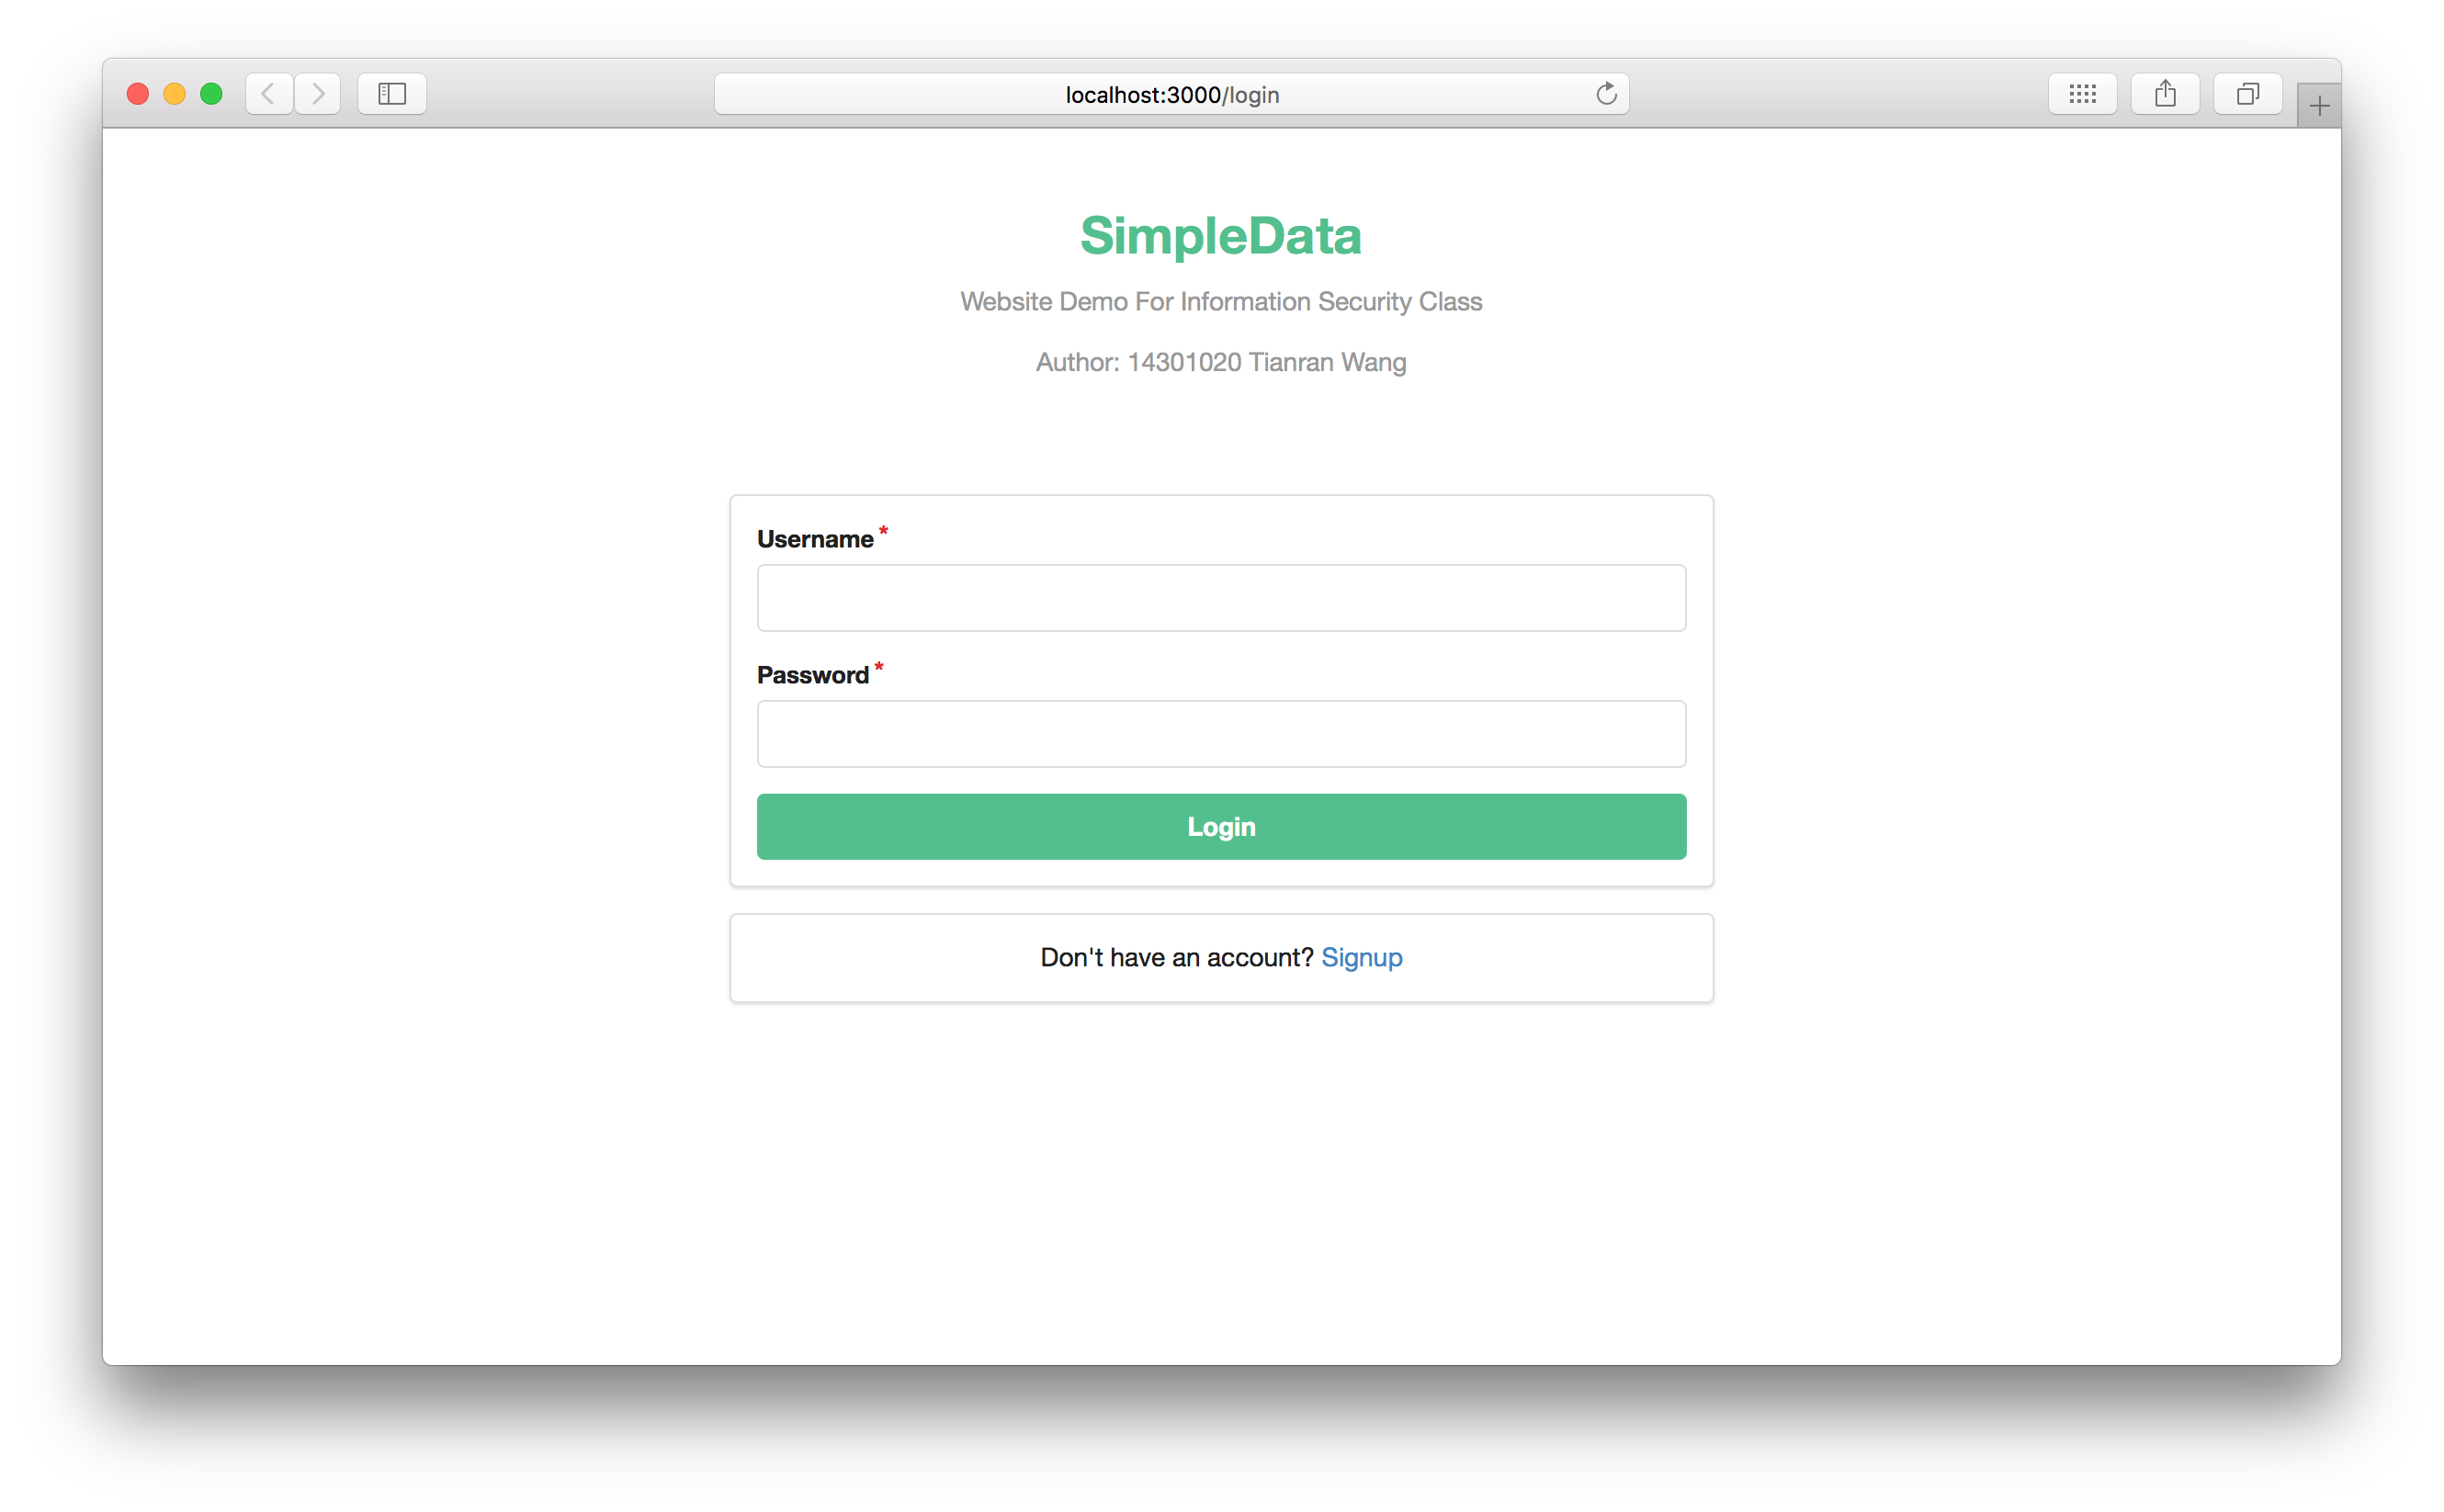 localhost:3000/login
SimpleData
Website Demo For Information Security Class
Author: 14301020 Tianran Wang
Username *
Password *
Login
Don't have an account? Signup